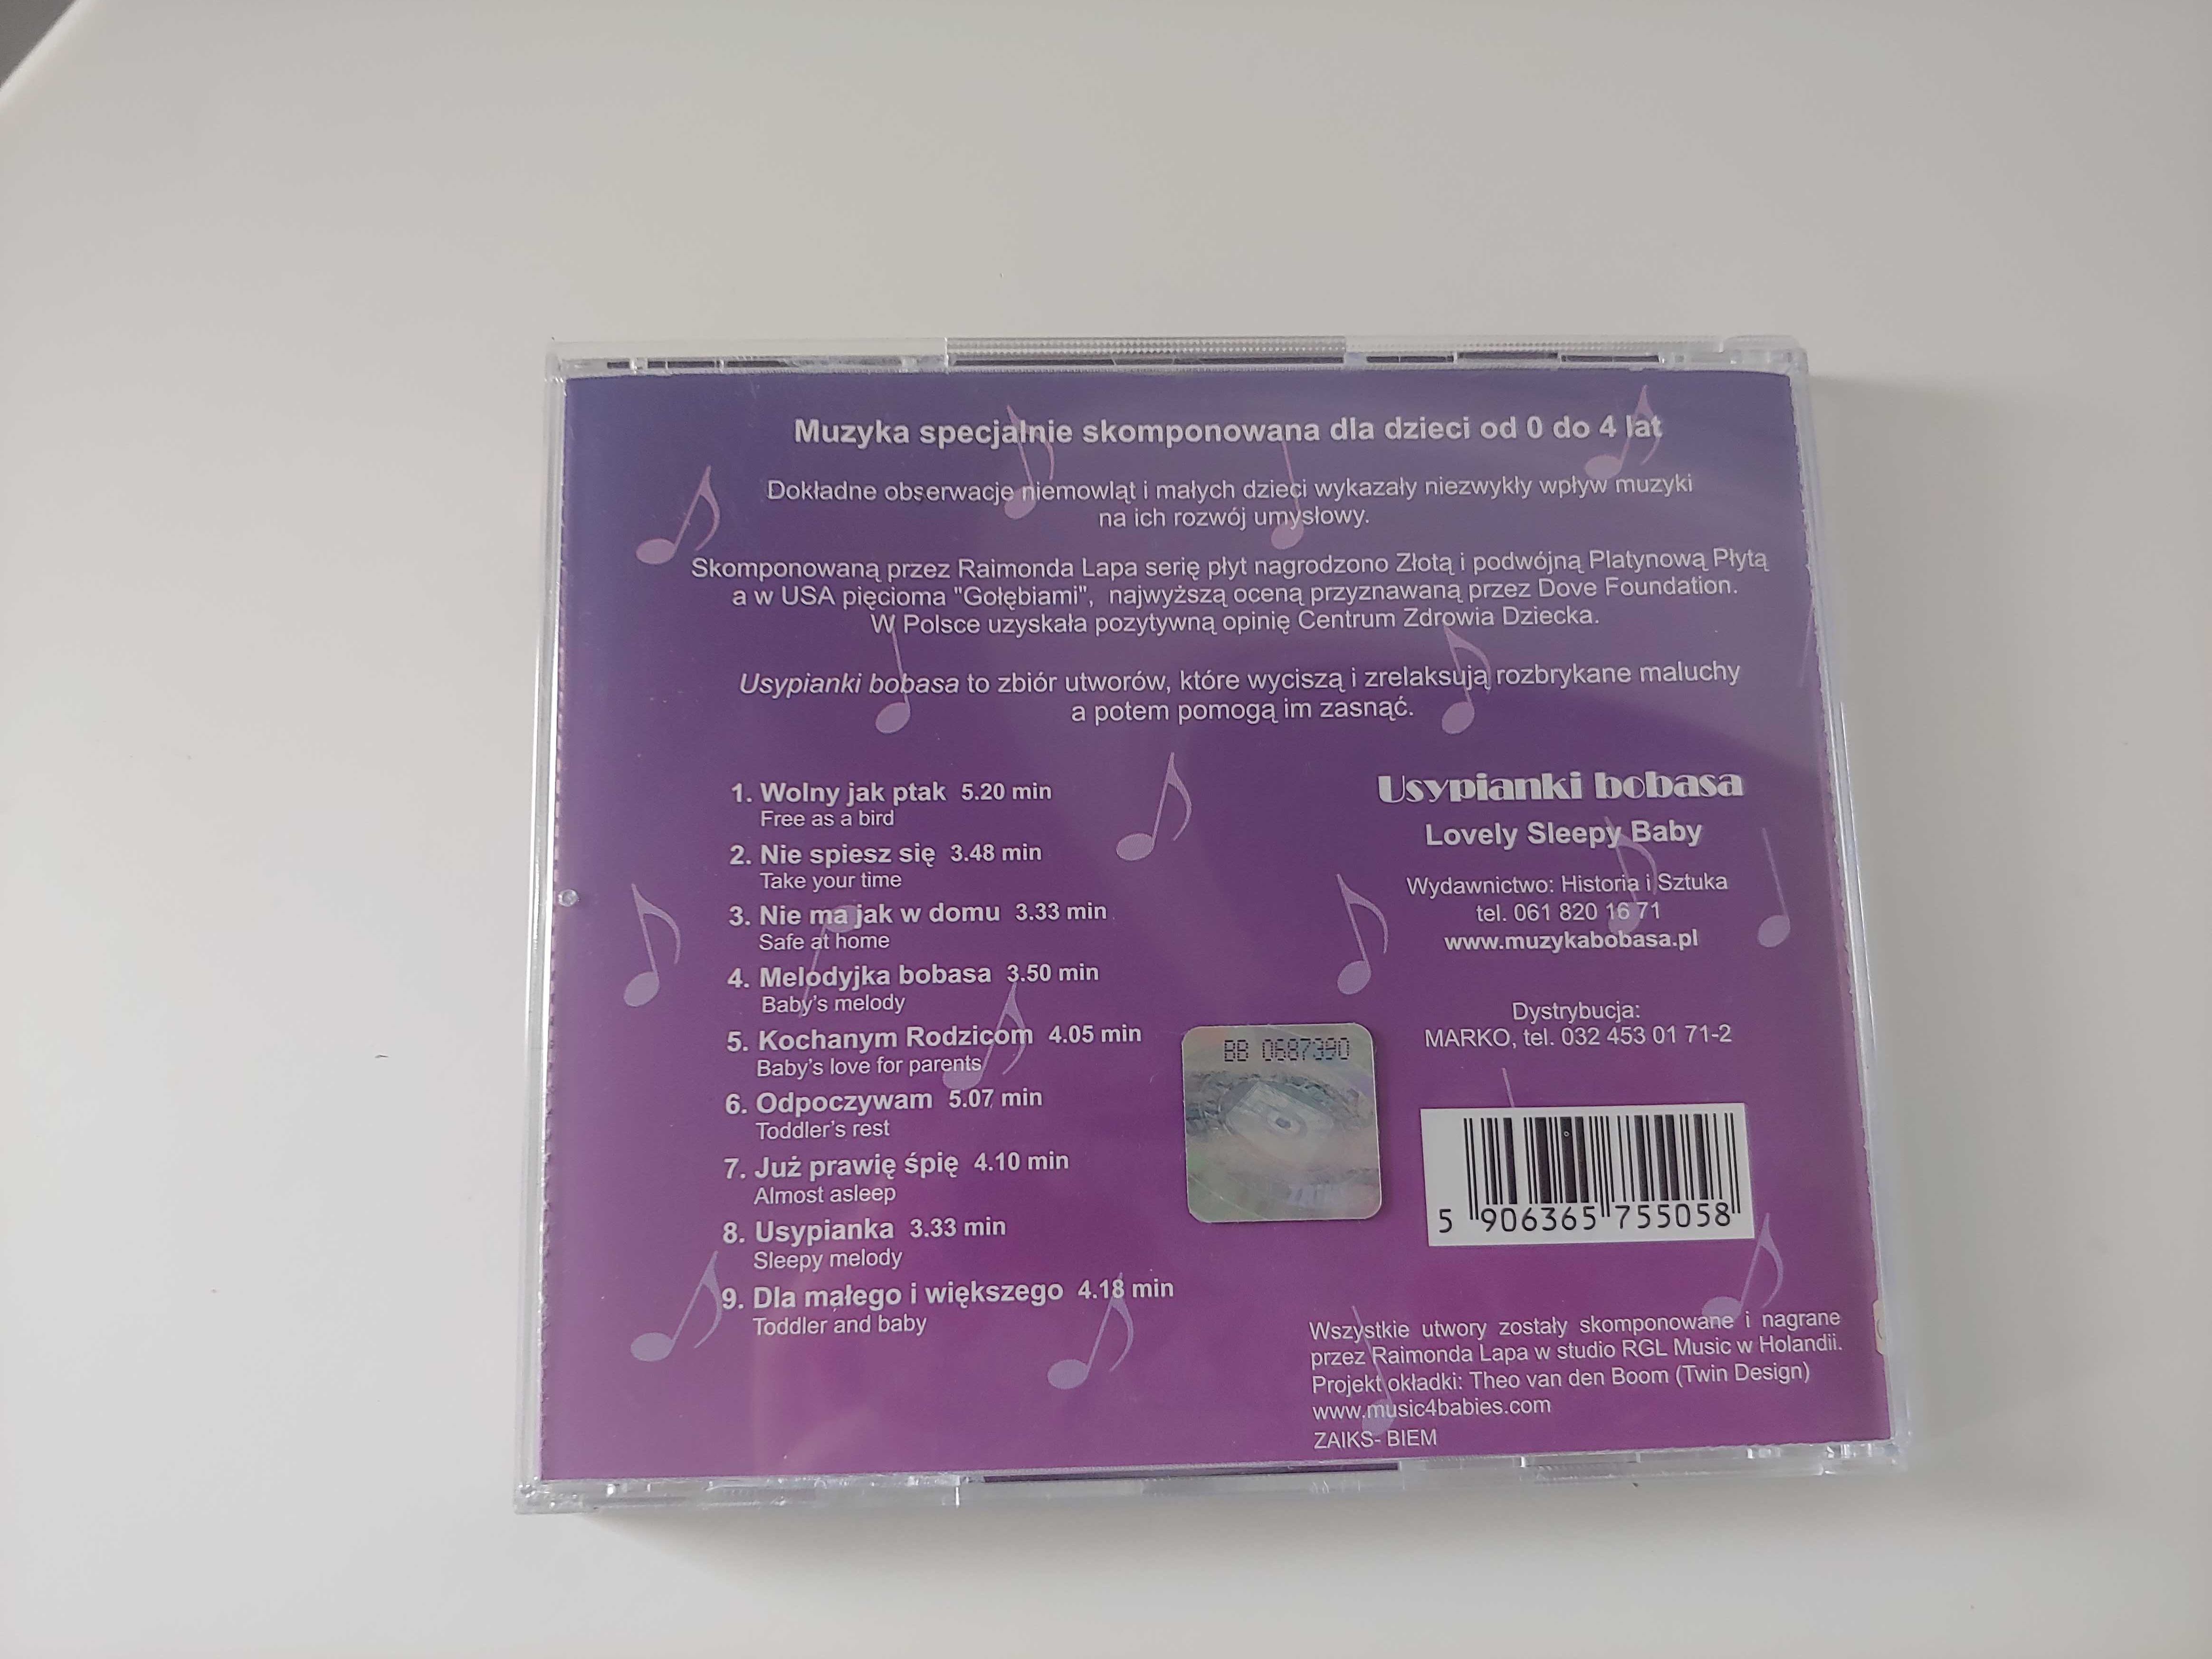 Muzyka specjalnie skomponowana dla dzieci od 0 do 4 lat
Dokładne obserwacje niemowląt i małych dzieci wykazały niezwykły wpływ muzyki
na ich rozwój umysłowy.
Skomponowaną przez Raimonda Lapa serię płyt nagrodzono Złotą i podwójną Platynową Płytą
a w USA pięcioma "Gołębiami", najwyższą oceną przyznawaną przez Dove Foundation.
W Polsce uzyskała pozytywną opinię Centrum Zdrowia Dziecka.
Usypianki bobasa to zbiór utworów, które wyciszą i zrelaksują rozbrykane maluchy
a potem pomogą im zasnąć.
1. Wolny jak ptak 5.20 min
Free as a bird
2. Nie spiesz się 3.48 min
Take your time
3. Nie ma jak w domu 3.33 min
Safe at home
4. Melodyjka bobasa 3.50 min
Baby's melody
5. Kochanym Rodzicom 4.05 min
Baby's love for parents
6. Odpoczywam 5.07 min
Toddler's rest
7. Już prawię śpię 4.10 min
Almost asleep
8. Usypianka 3.33 min
Sleepy melody
9. Dla małego i większego 4.18 min
Toddler and baby
Usypianki bobasa
Lovely Sleepy Baby
Wydawnictwo: Historia i Sztuka
tel. 061 820 16 71
www.muzykabobasa.pl
Dystrybucja:
MARKO, tel. 032 453 01 71-2
BB 0687390
5 906365 755058
Wszystkie utwory zostały skomponowane i nagrane
przez Raimonda Lapa w studio RGL Music w Holandii.
Projekt okładki: Theo van den Boom (Twin Design)
www.music4babies.com
ZAIKS- BIEM